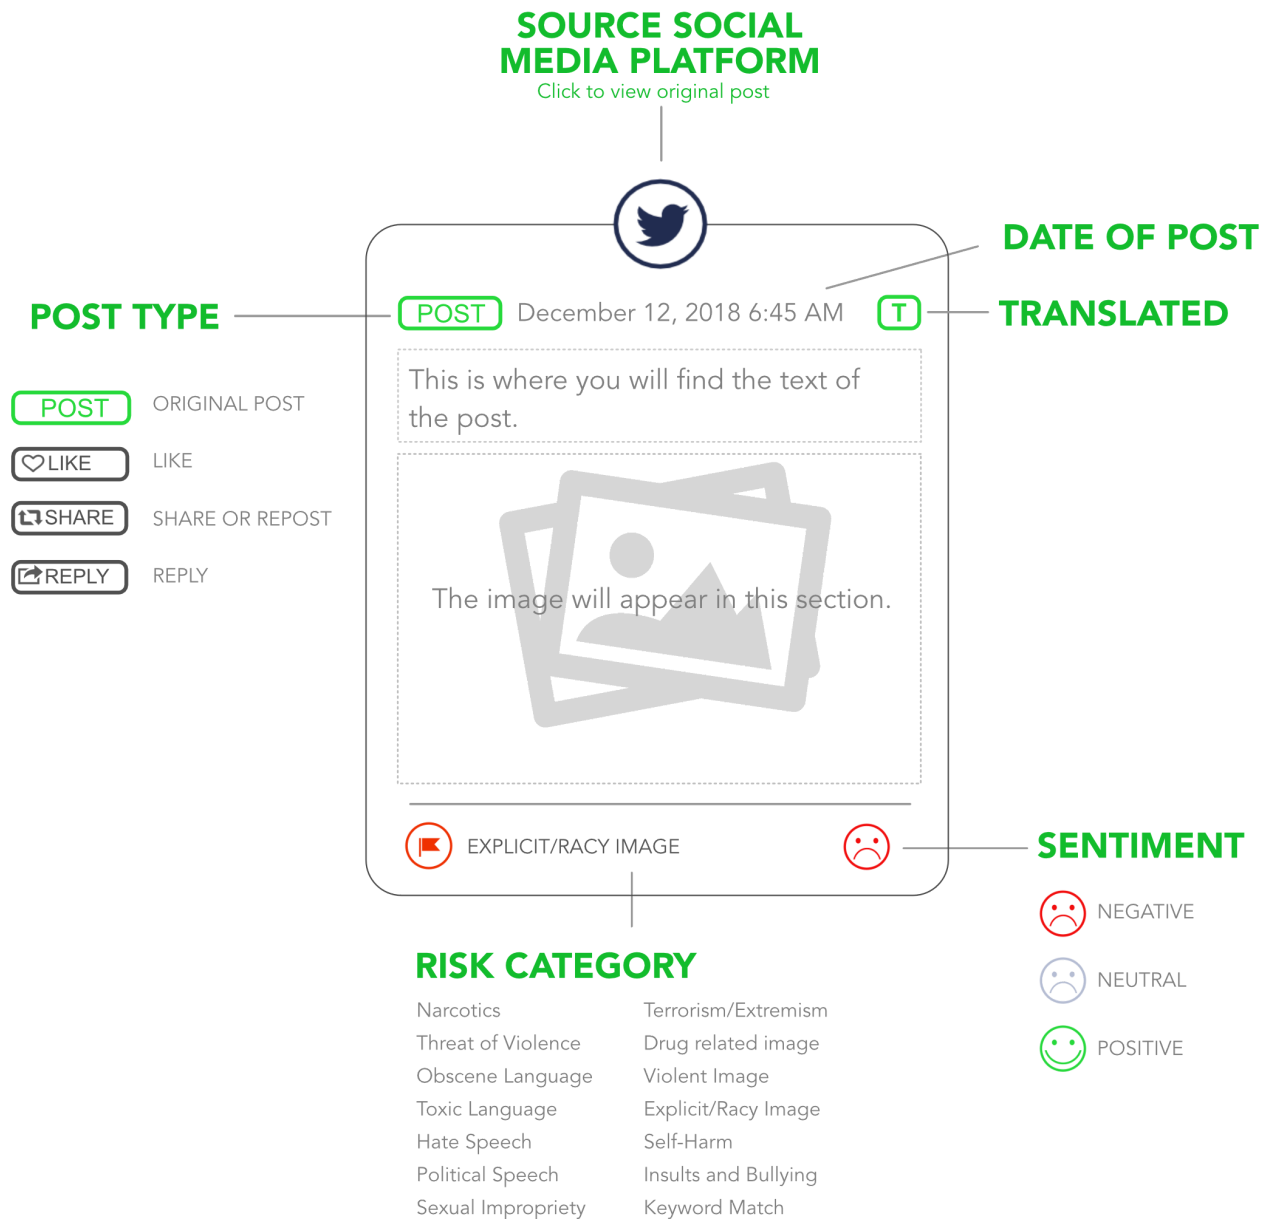 SOURCE SOCIAL
MEDIA PLATFORM
Click to view original post
DATE OF POST
POST TYPE
POST December 12, 2018 6:45 AM T
TRANSLATED
This is where you will find the text of
the post.
POST ORIGINAL POST
LIKE LIKE
SHARE SHARE OR REPOST
REPLY REPLY
The image will appear in this section.
EXPLICIT/RACY IMAGE
SENTIMENT
NEGATIVE
NEUTRAL
POSITIVE
RISK CATEGORY
Narcotics
Threat of Violence
Obscene Language
Toxic Language
Hate Speech
Political Speech
Sexual Impropriety
Terrorism/Extremism
Drug related image
Violent Image
Explicit/Racy Image
Self-Harm
Insults and Bullying
Keyword Match